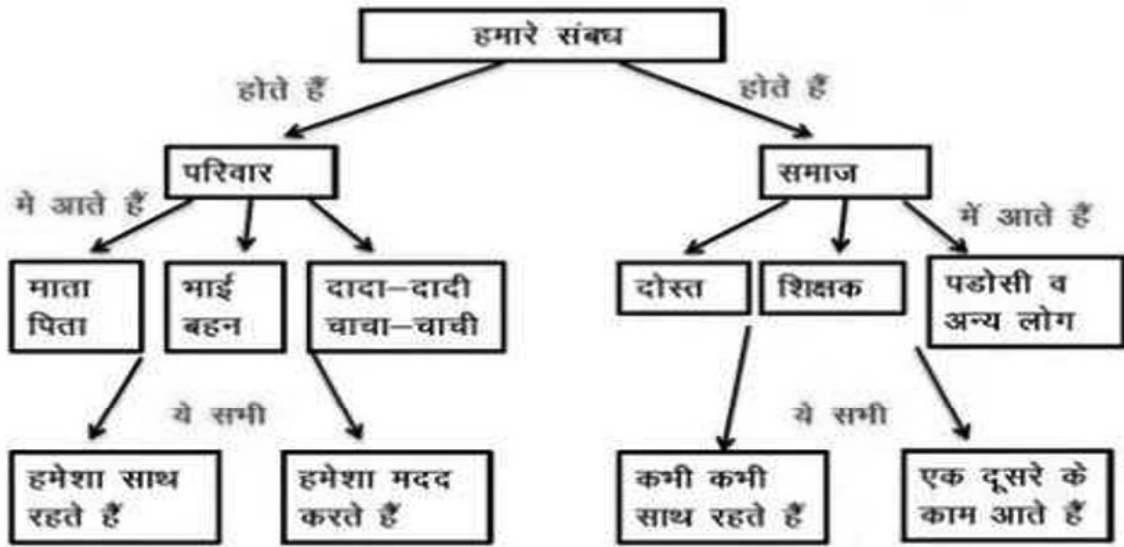 हमारे संबघ
होते हैं
होते हैं
परिवार
समाज
मे आते हैं
में आते हैं
माता
पिता
भाई
बहन
दादा–दादी
चाचा–चाची
दोस्त
शिक्षक
पडोसी व
अन्य लोग
ये सभी
ये सभी
हमेशा साथ
रहते हैं
हमेशा मदद
करते हैं
कभी कभी
साथ रहते हैं
एक दूसरे के
काम आते हैं